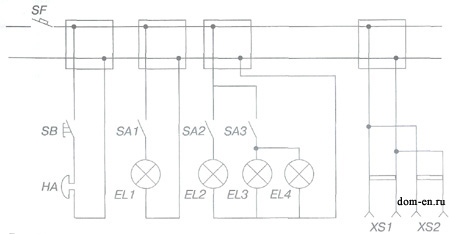 SF
SB
SA1
SA2
SA3
HA
EL1
EL2
EL3
EL4
dom-en.ru
XS1
XS2